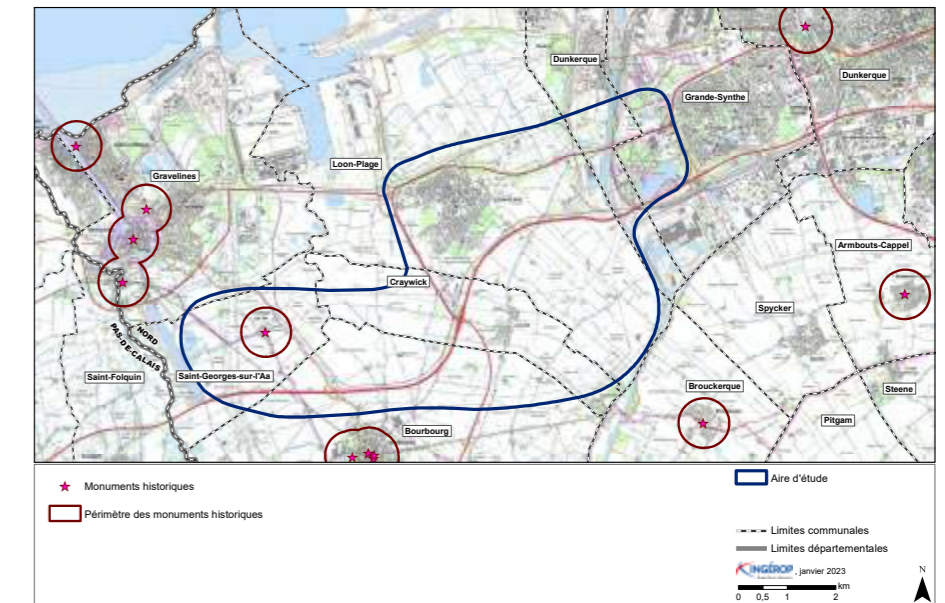 Dunkerque
Dunkerque
Grande-Synthe
Loon-Plage
Gravelines
Armbouts-Cappel
Craywick
Spycker
NORD
PAS-DE-CALAIS
Saint-Folquin
Saint-Georges-sur-l'Aa
Brouckerque
Steene
Pitgam
Bourbourg
Monuments historiques
Périmètre des monuments historiques
Aire d'étude
Limites communales
Limites départementales
INGÉROP , janvier 2023
N
km
0 0,5 1 2